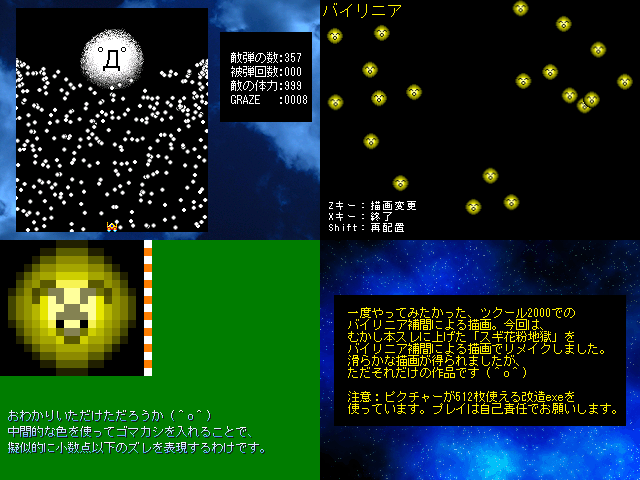 ゜Д゜
敵弾の数:357
被弾回数:000
敵の体力:999
GRAZE :0008
バイリニア
Zキー：描画変更
Xキー：終了
Shift：再配置
おわかりいただけただろうか（＾o＾）
中間的な色を使ってゴマカシを入れることで、
擬似的に小数点以下のズレを表現するわけです。
一度やってみたかった、ツクール2000での
バイリニア補間による描画。今回は、
むかし本スレに上げた「スギ花粉地獄」を
バイリニア補間による描画でリメイクしました。
滑らかな描画が得られましたが、
ただそれだけの作品です（＾o＾）
注意：ピクチャーが512枚使える改造exeを
使っています。プレイは自己責任でお願いします。